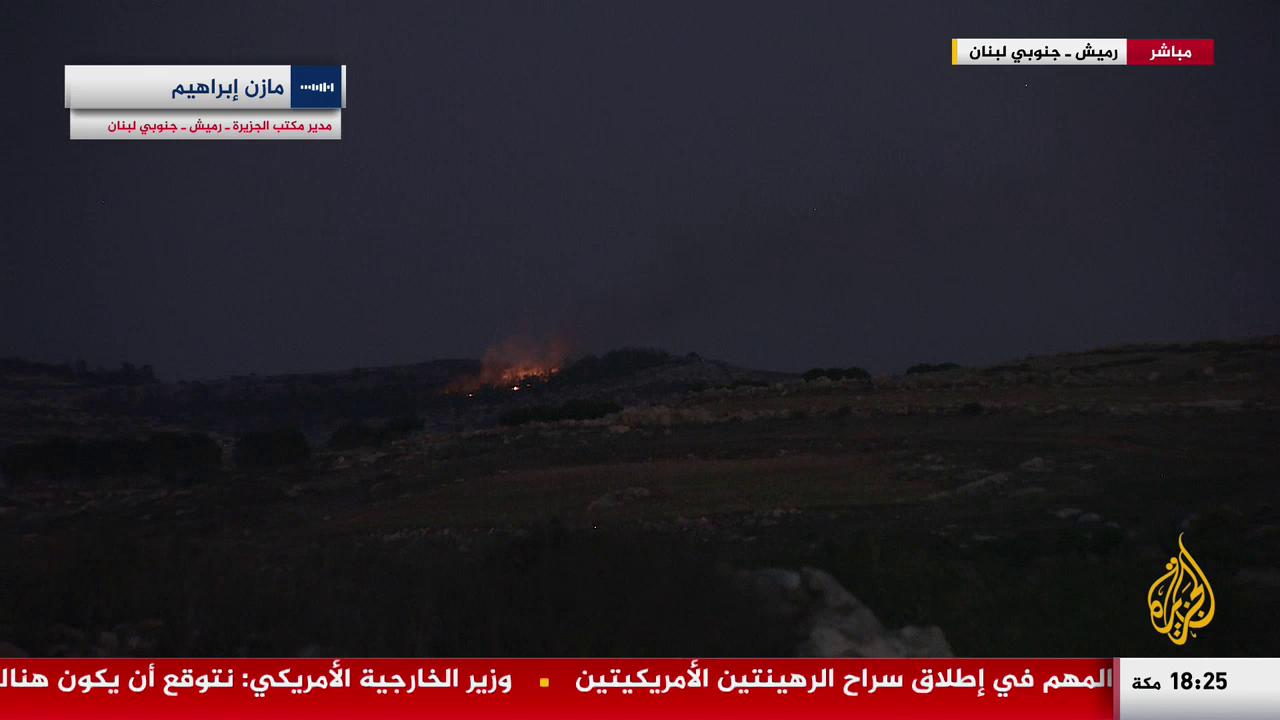 مباشر رميش - جنوبي لبنان
مازن إبراهيم
مدير مكتب الجزيرة - رميش - جنوبي لبنان
الجزيرة
المهم في إطلاق سراح الرهينتين الأمريكيتين ▪ وزير الخارجية الأمريكي: نتوقع أن يكون
18:25 مكة